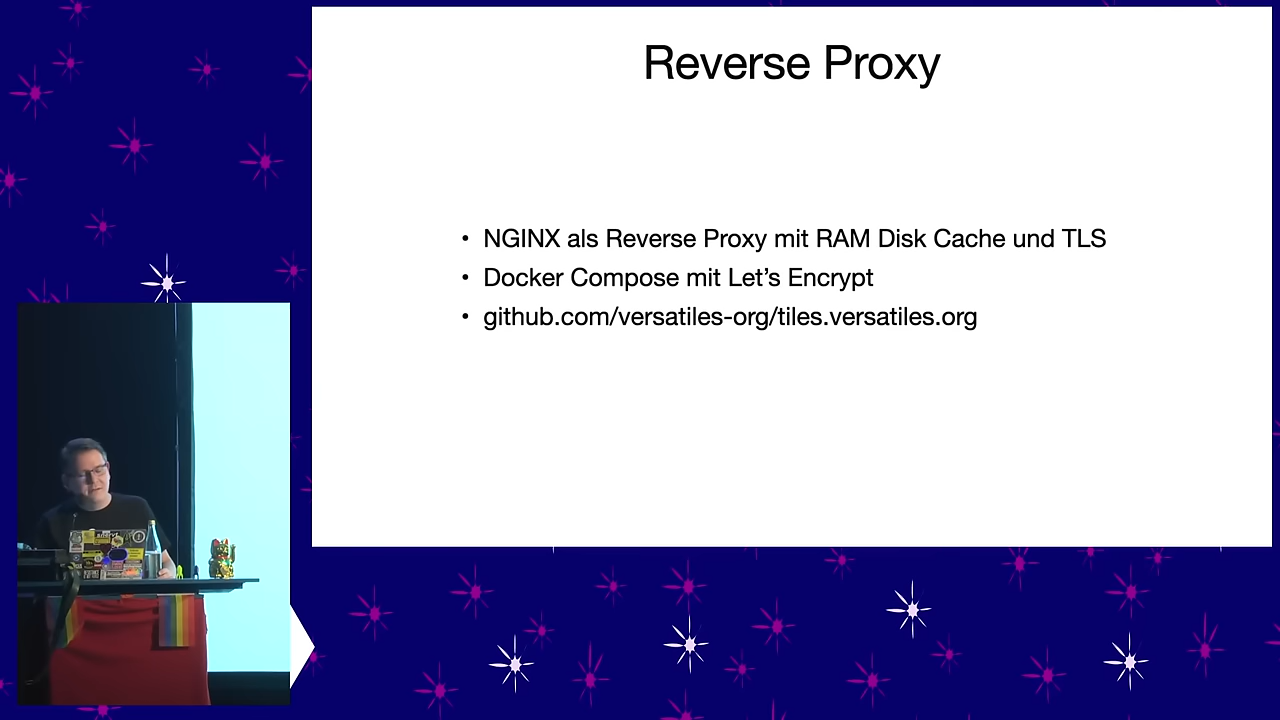 Reverse Proxy
• NGINX als Reverse Proxy mit RAM Disk Cache und TLS
• Docker Compose mit Let’s Encrypt
• github.com/versatiles-org/tiles.versatiles.org